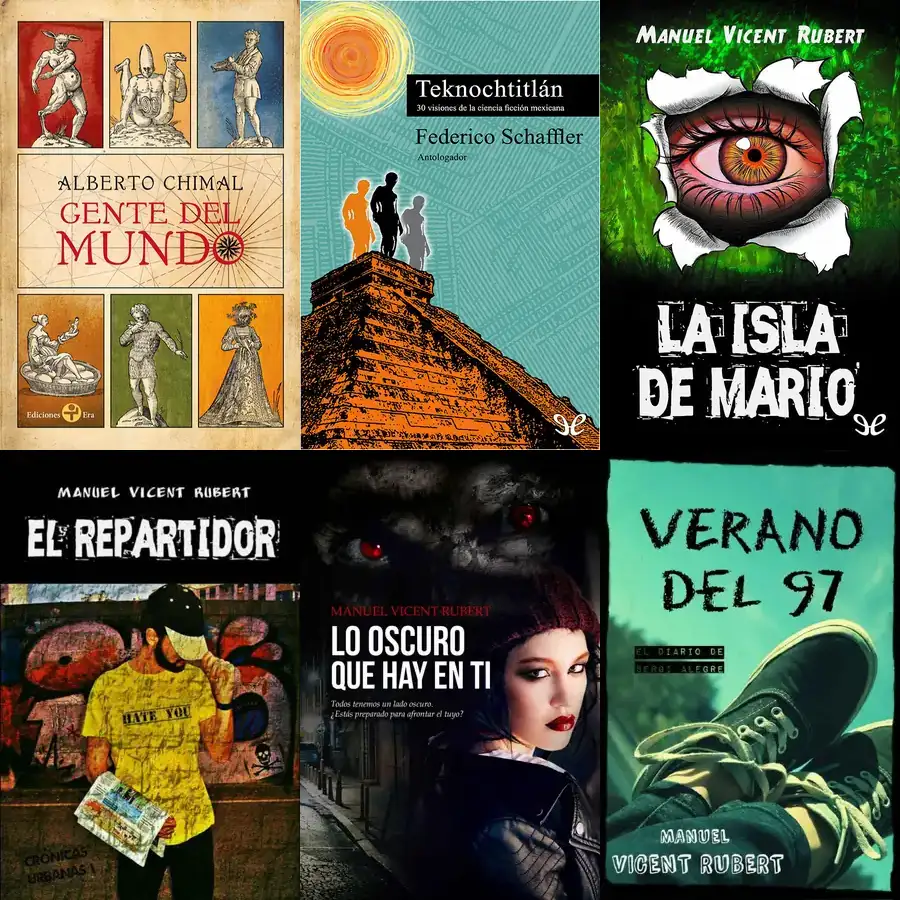 ALBERTO CHIMAL
GENTE DEL
MUNDO
Ediciones Era
Teknochtitlán
30 visiones de la ciencia ficción mexicana
Federico Schaffler
Antologador
MANUEL VICENT RUBERT
LA ISLA
DE MARIO
MANUEL VICENT RUBERT
EL REPARTIDOR
HATE YOU
CRÓNICAS
URBANAS 1
MANUEL VICENT RUBERT
LO OSCURO
QUE HAY EN TI
Todos tenemos un lado oscuro.
¿Estás preparado para afrontar el tuyo?
VERANO
DEL 97
EL DIARIO DE
SERGI ALEGRE
MANUEL
VICENT RUBERT